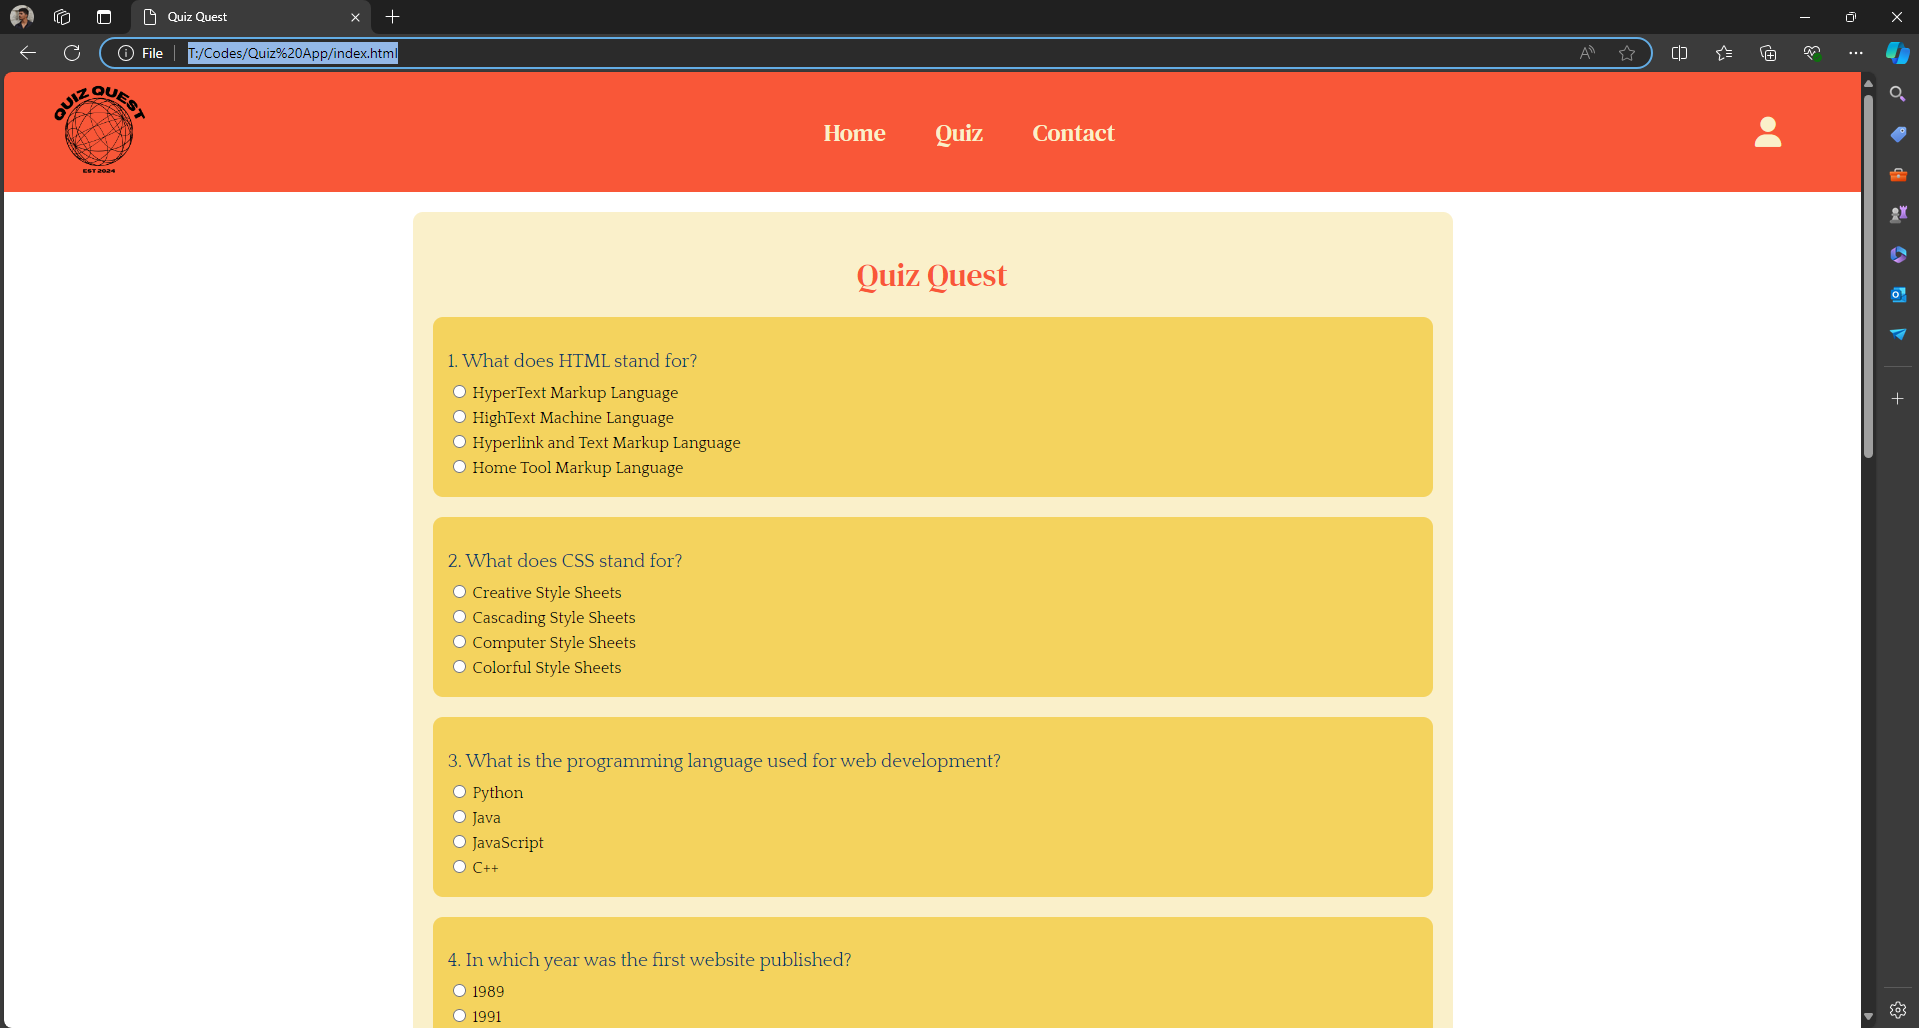 Quiz Quest
File
T:/Codes/Quiz%20App/index.html
QUIZ QUEST
EST 2024
Home
Quiz
Contact
Quiz Quest
1. What does HTML stand for?
HyperText Markup Language
HighText Machine Language
Hyperlink and Text Markup Language
Home Tool Markup Language
2. What does CSS stand for?
Creative Style Sheets
Cascading Style Sheets
Computer Style Sheets
Colorful Style Sheets
3. What is the programming language used for web development?
Python
Java
JavaScript
C++
4. In which year was the first website published?
1989
1991